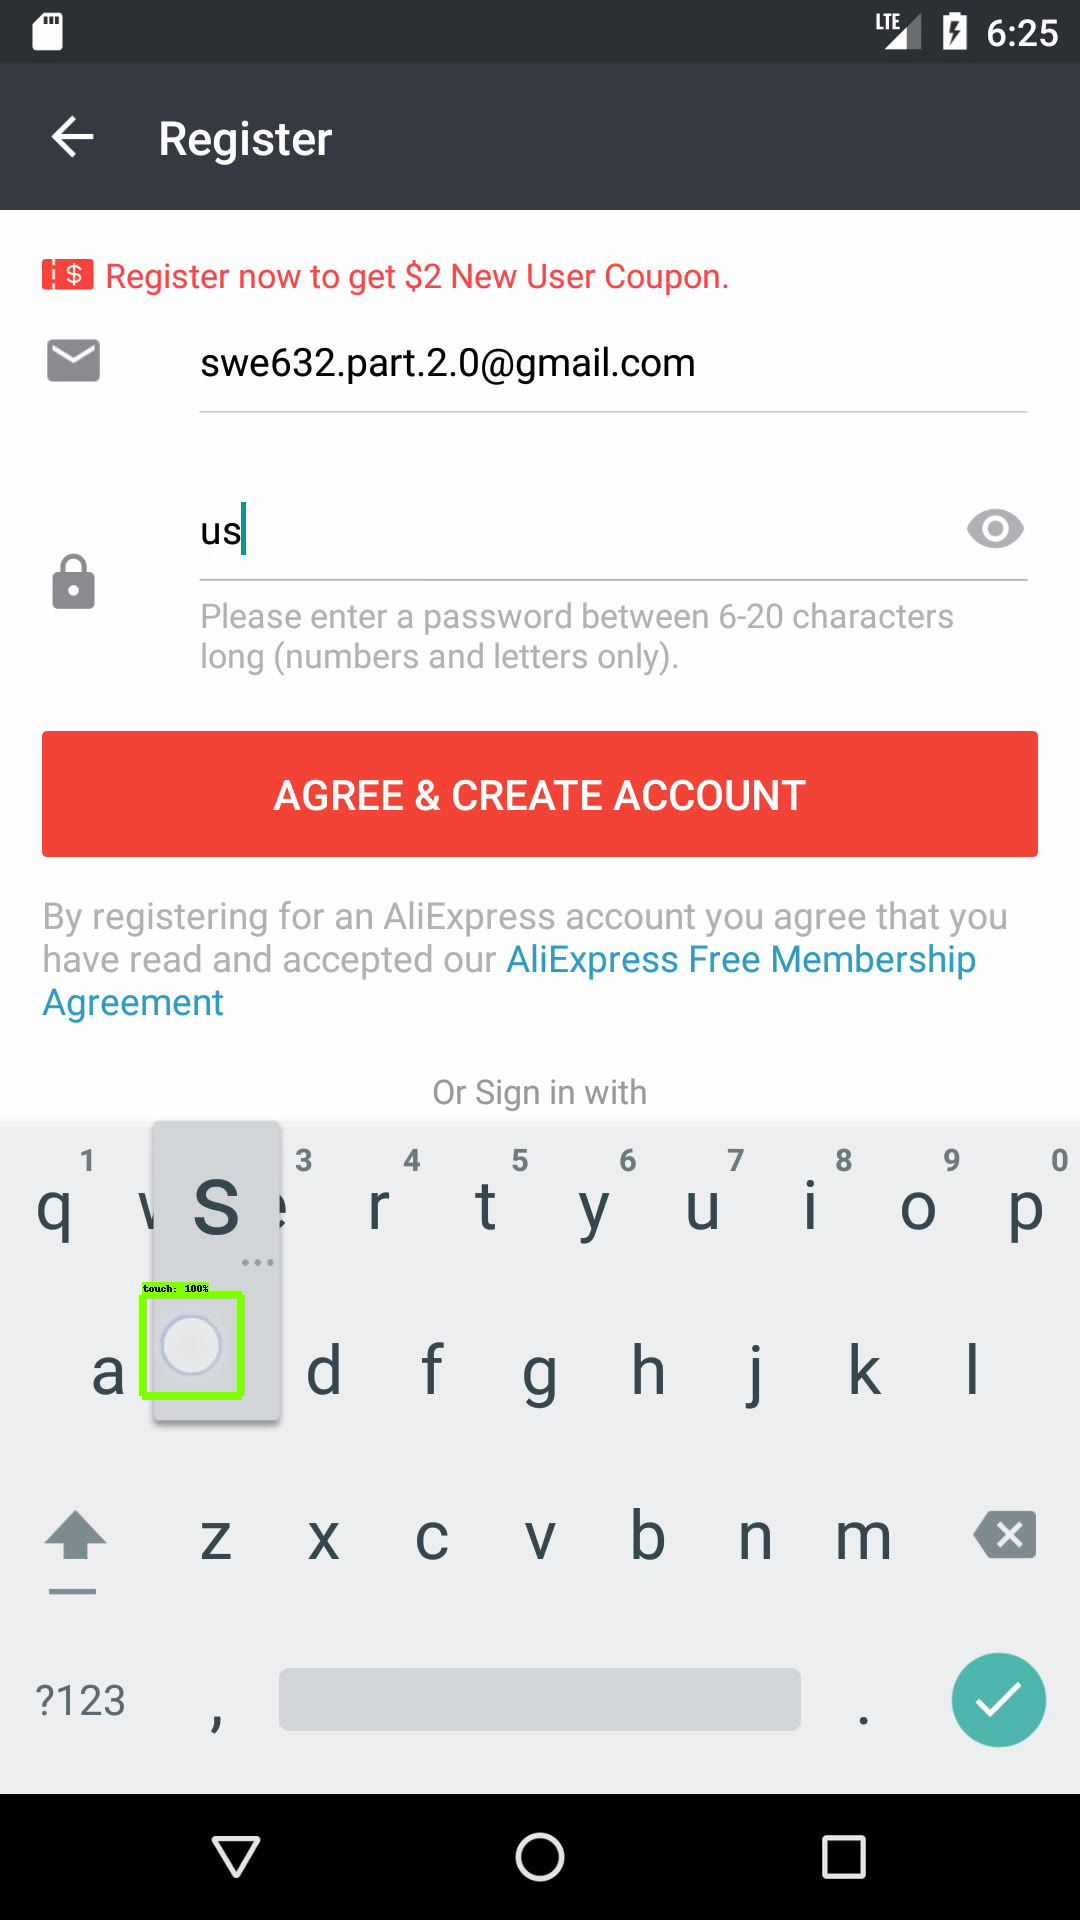 LTE 6:25
Register
Register now to get $2 New User Coupon.
swe632.part.2.0@gmail.com
us
Please enter a password between 6-20 characters
long (numbers and letters only).
AGREE & CREATE ACCOUNT
By registering for an AliExpress account you agree that you
have read and accepted our AliExpress Free Membership
Agreement
Or Sign in with
1 3 4 5 6 7 8 9 0
q w s e r t y u i o p
touch: 100%
a d f g h j k l
z x c v b n m
?123 , .